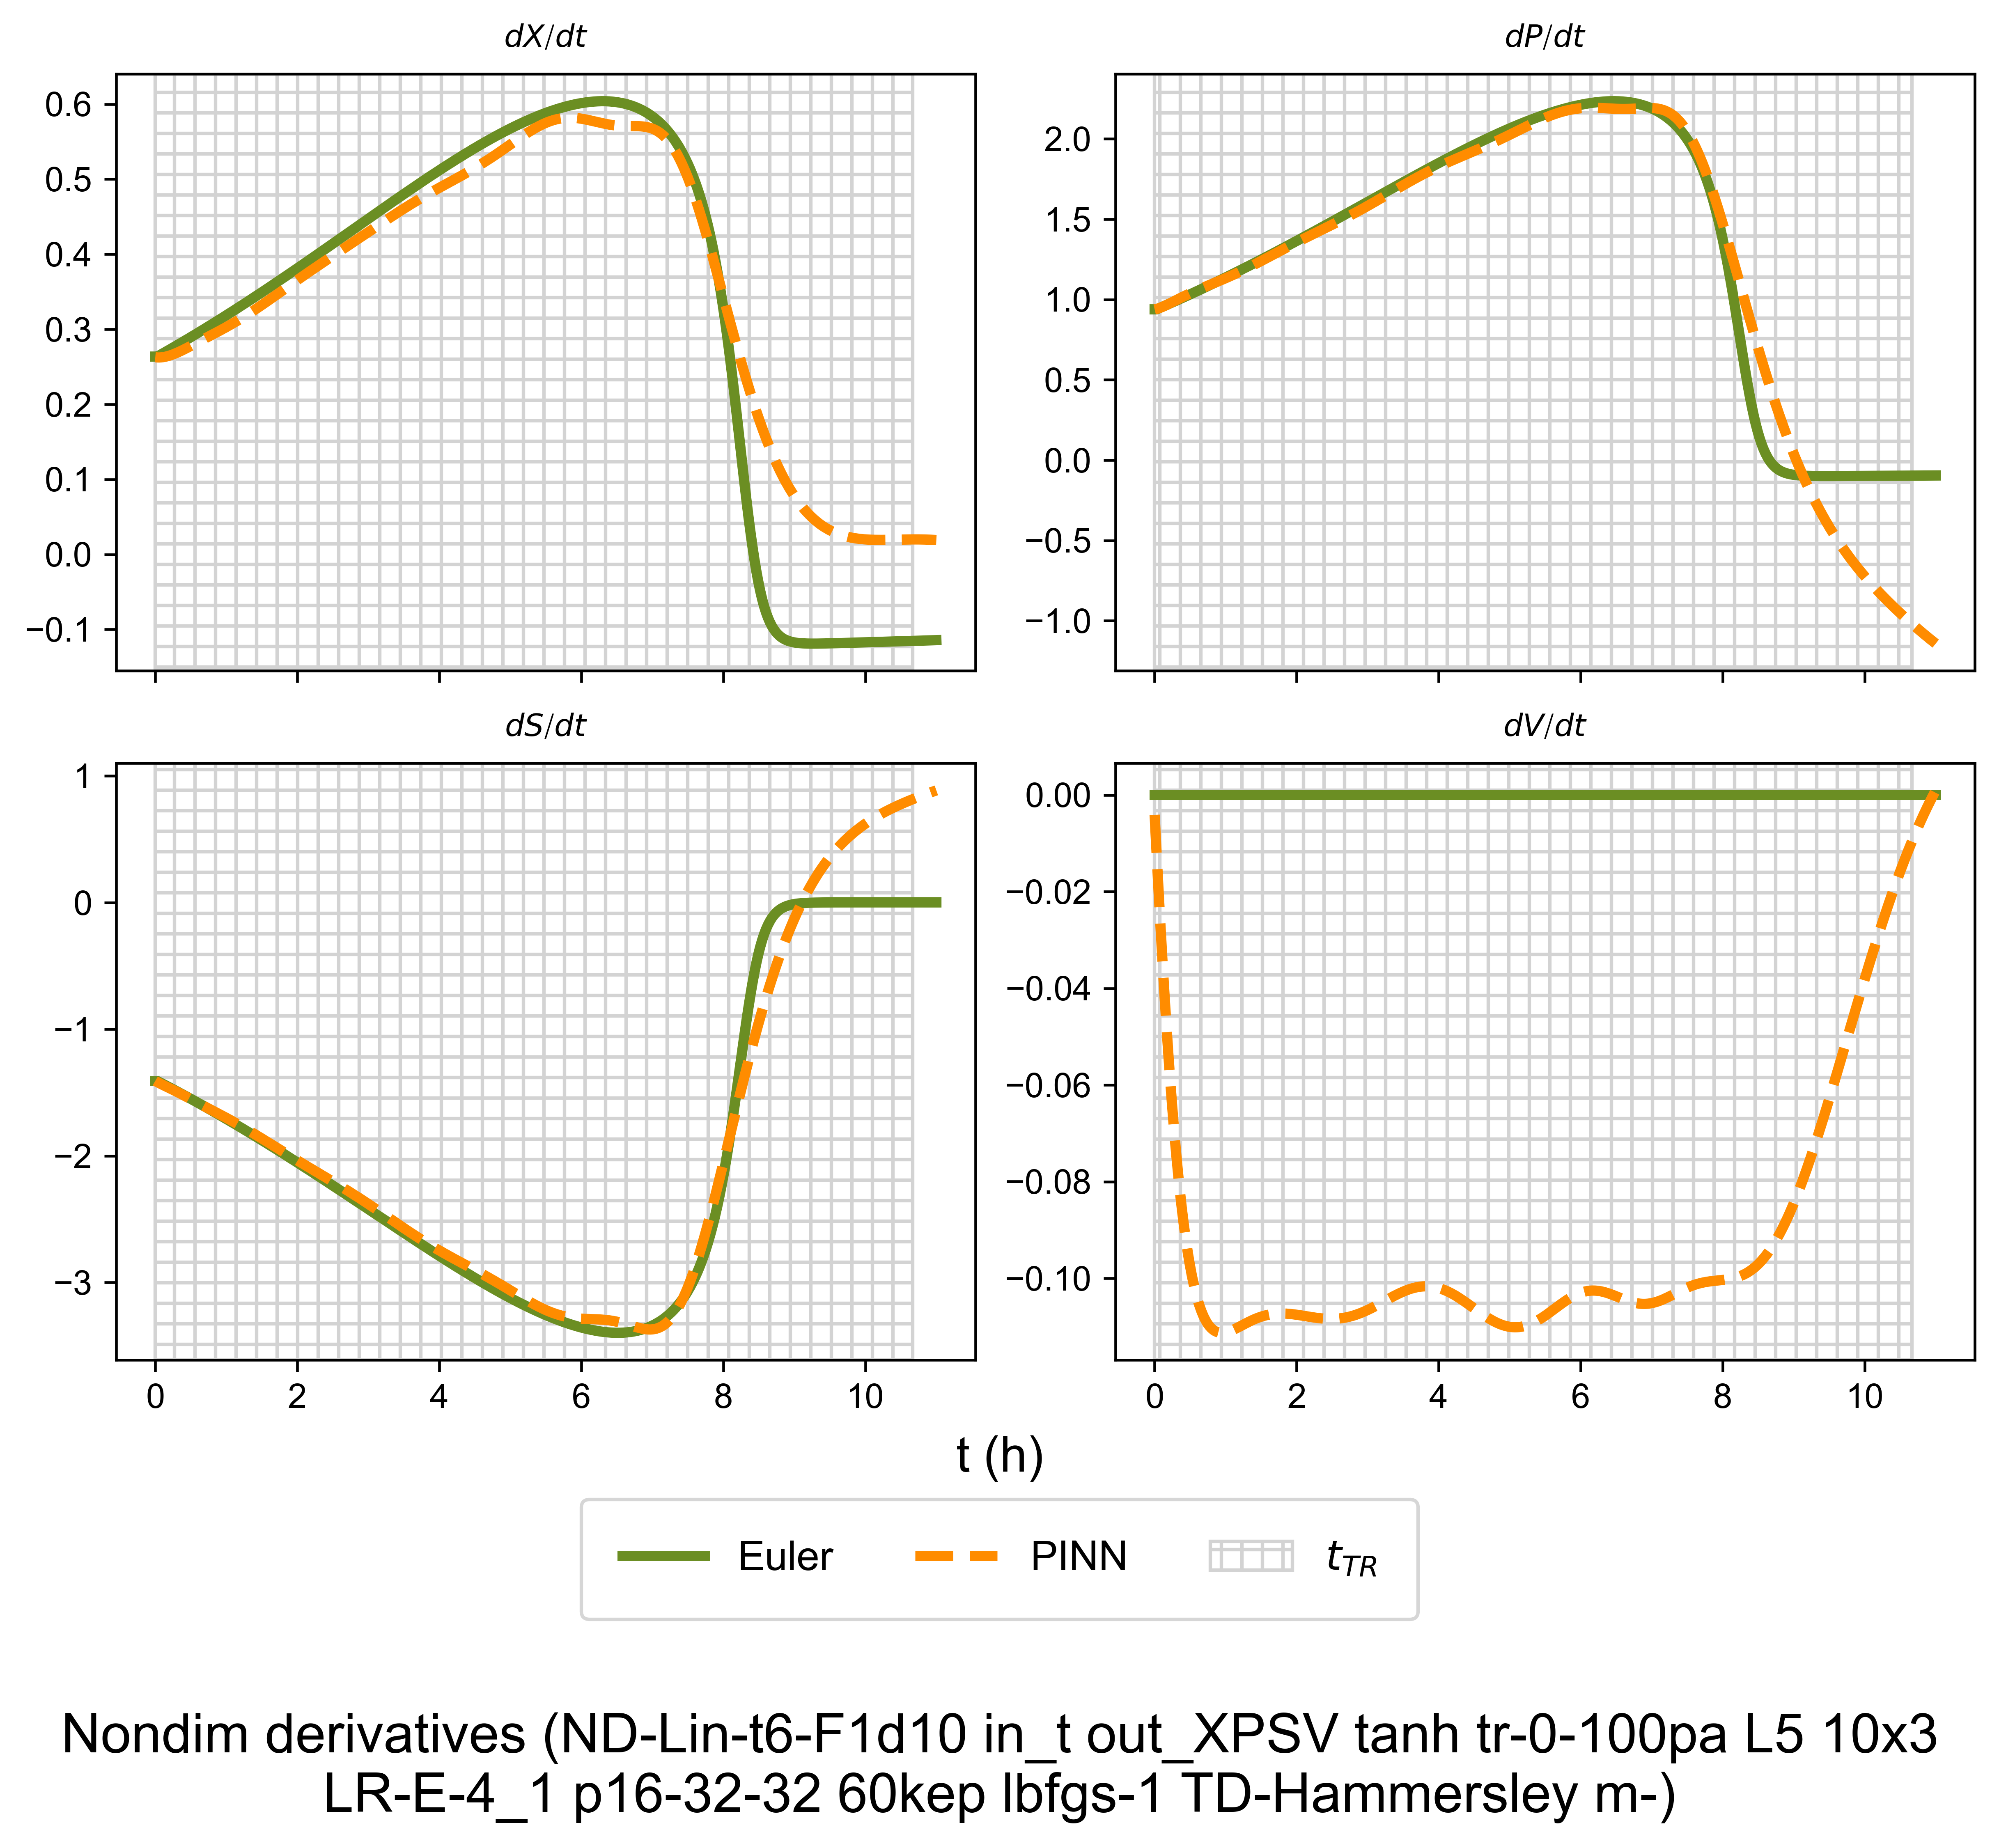 dX/dt
dP/dt
0.6
0.5
0.4
0.3
0.2
0.1
0.0
−0.1
2.0
1.5
1.0
0.5
0.0
−0.5
−1.0
dS/dt
dV/dt
1
0
−1
−2
−3
0.00
−0.02
−0.04
−0.06
−0.08
−0.10
0 2 4 6 8 10
0 2 4 6 8 10
t (h)
Euler PINN t_TR
Nondim derivatives (ND-Lin-t6-F1d10 in_t out_XPSV tanh tr-0-100pa L5 10x3
LR-E-4_1 p16-32-32 60kep lbfgs-1 TD-Hammersley m-)